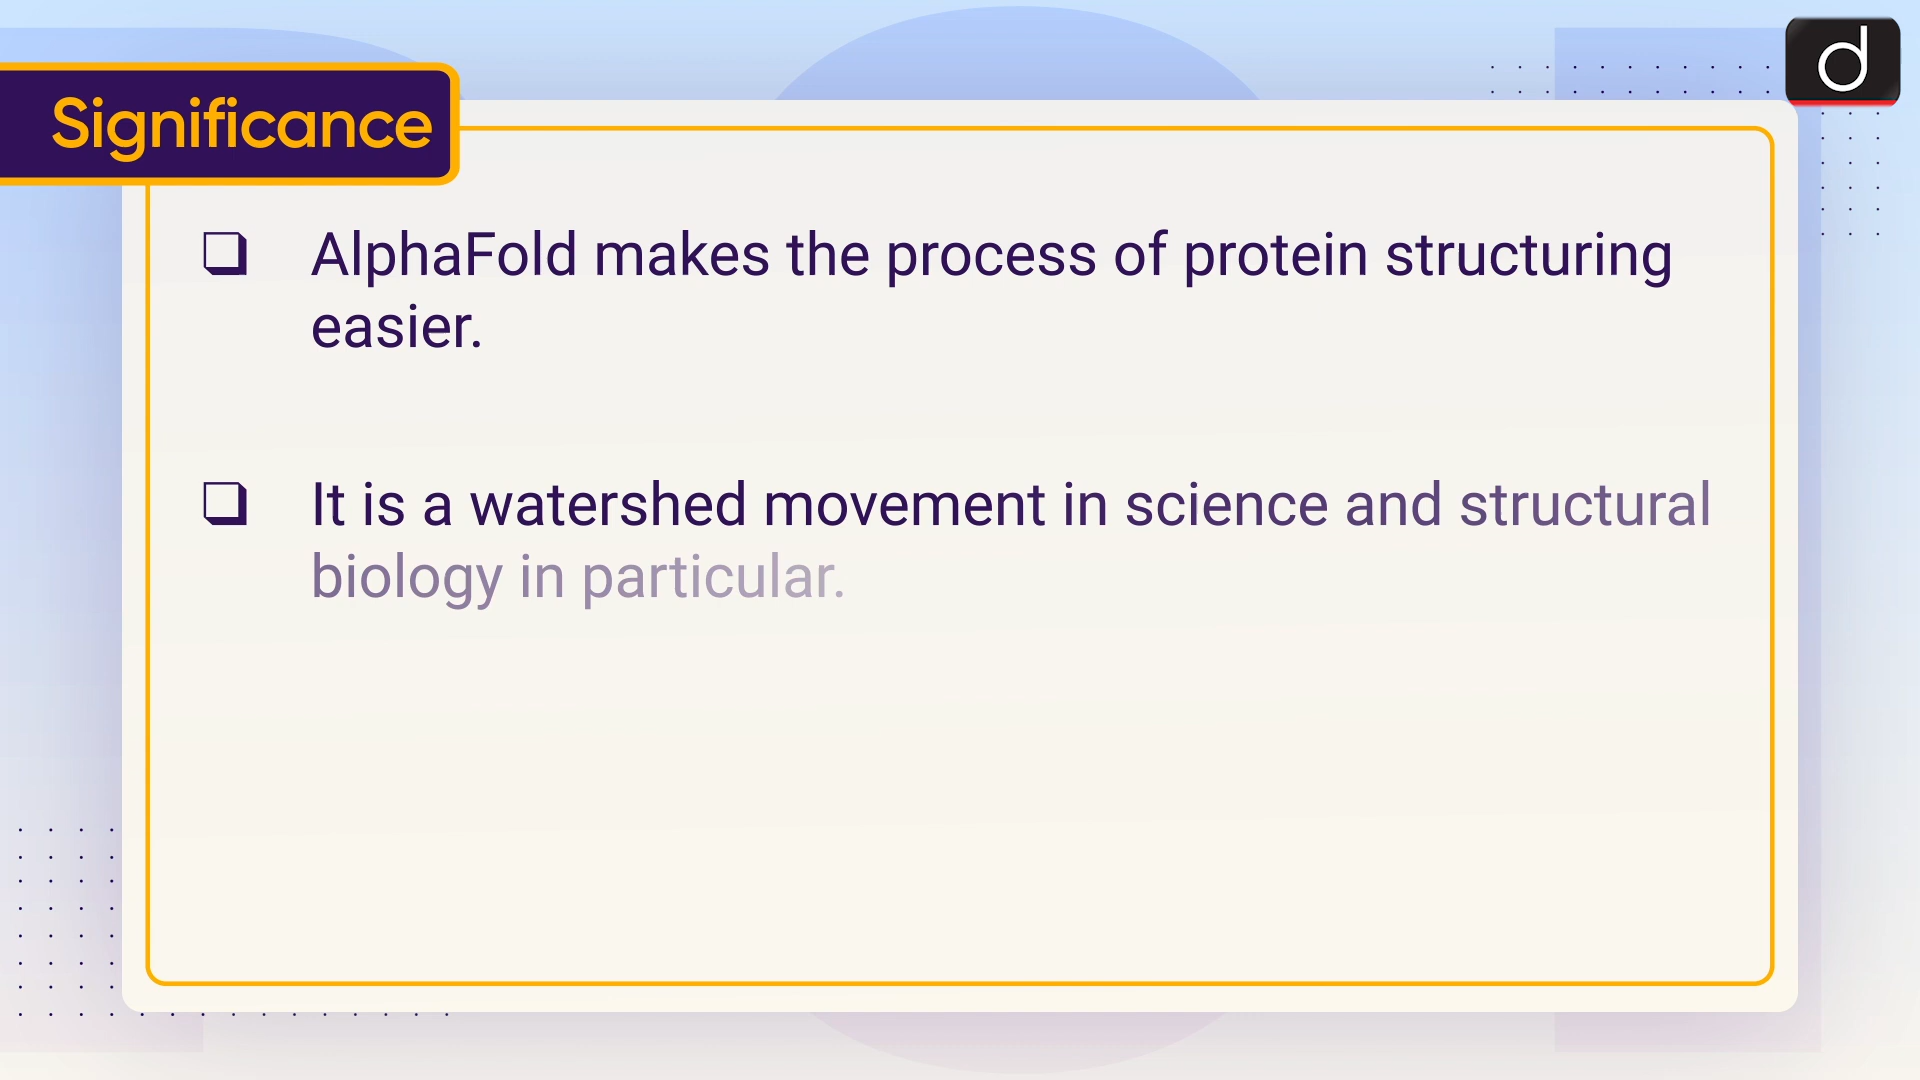 Significance
AlphaFold makes the process of protein structuring
easier.
It is a watershed movement in science and structural
biology in particular.
d